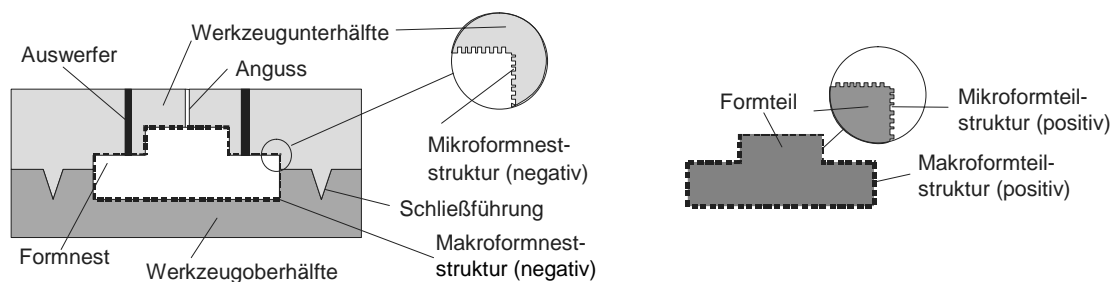 Werkzeugunterhälfte
Auswerfer
Anguss
Mikroformnest-
struktur (negativ)
Schließführung
Formnest
Werkzeugoberhälfte
Makroformnest-
struktur (negativ)
Formteil
Mikroformteil-
struktur (positiv)
Makroformteil-
struktur (positiv)